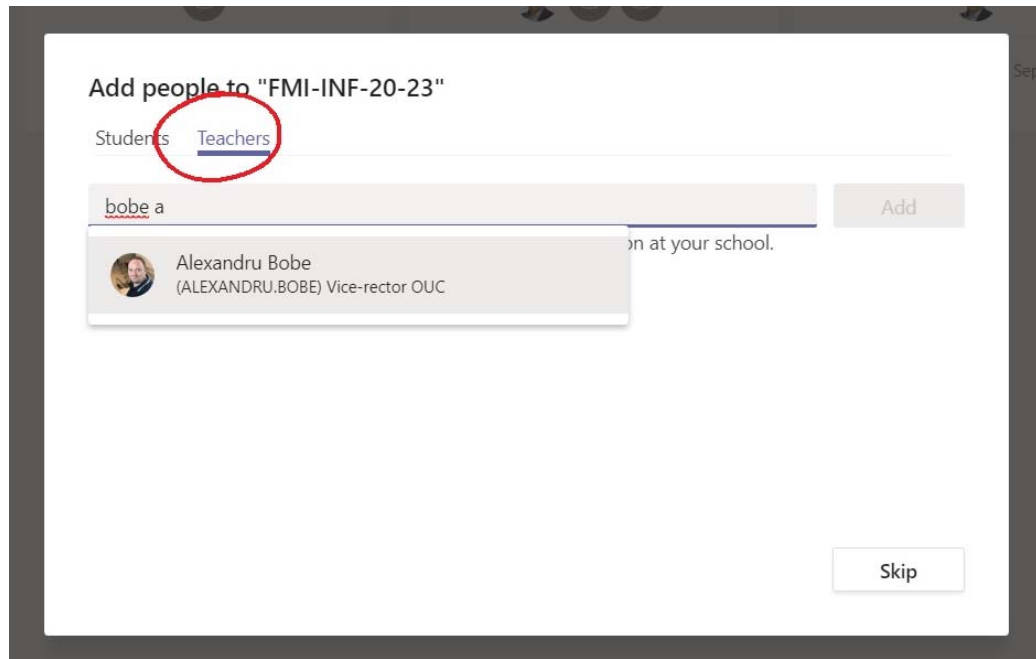 Sep
Add people to "FMI-INF-20-23"
Students Teachers
bobe a Add
on at your school.
Alexandru Bobe
(ALEXANDRU.BOBE) Vice-rector OUC
Skip